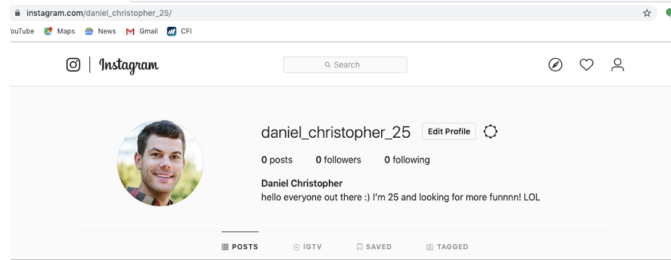 instagram.com/daniel_christopher_25/
ouTube Maps News Gmail CFI
Instagram Search
daniel_christopher_25 Edit Profile
0 posts 0 followers 0 following
Daniel Christopher
hello everyone out there :) I'm 25 and looking for more funnnn! LOL
POSTS IGTV SAVED TAGGED